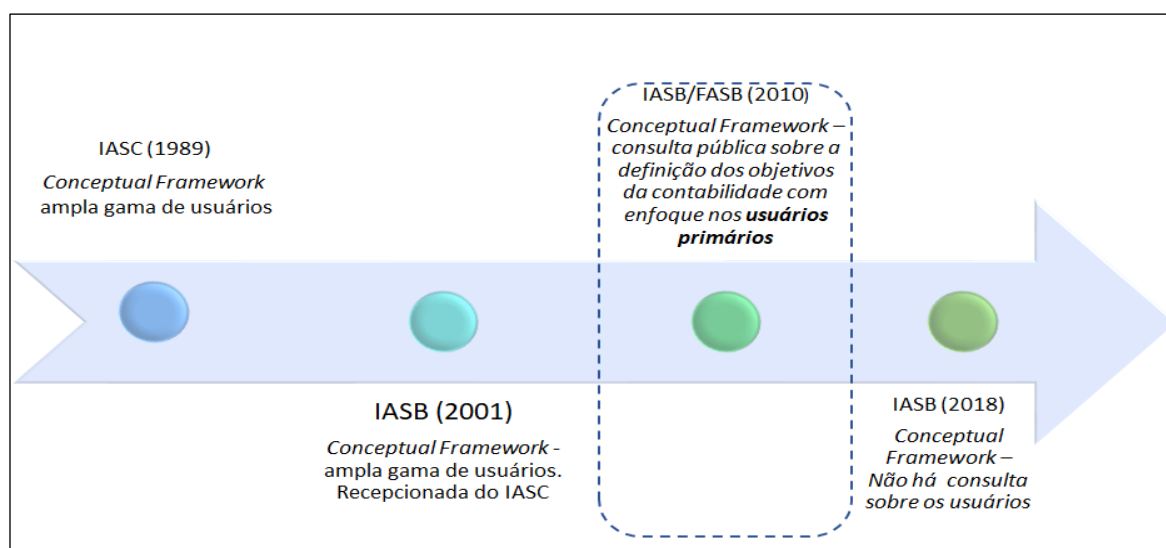 IASC (1989)
Conceptual Framework
ampla gama de usuários
IASB (2001)
Conceptual Framework -
ampla gama de usuários.
Recepcionada do IASC
IASB/FASB (2010)
Conceptual Framework –
consulta pública sobre a
definição dos objetivos
da contabilidade com
enfoque nos usuários
primários
IASB (2018)
Conceptual
Framework –
Não há consulta
sobre os usuários